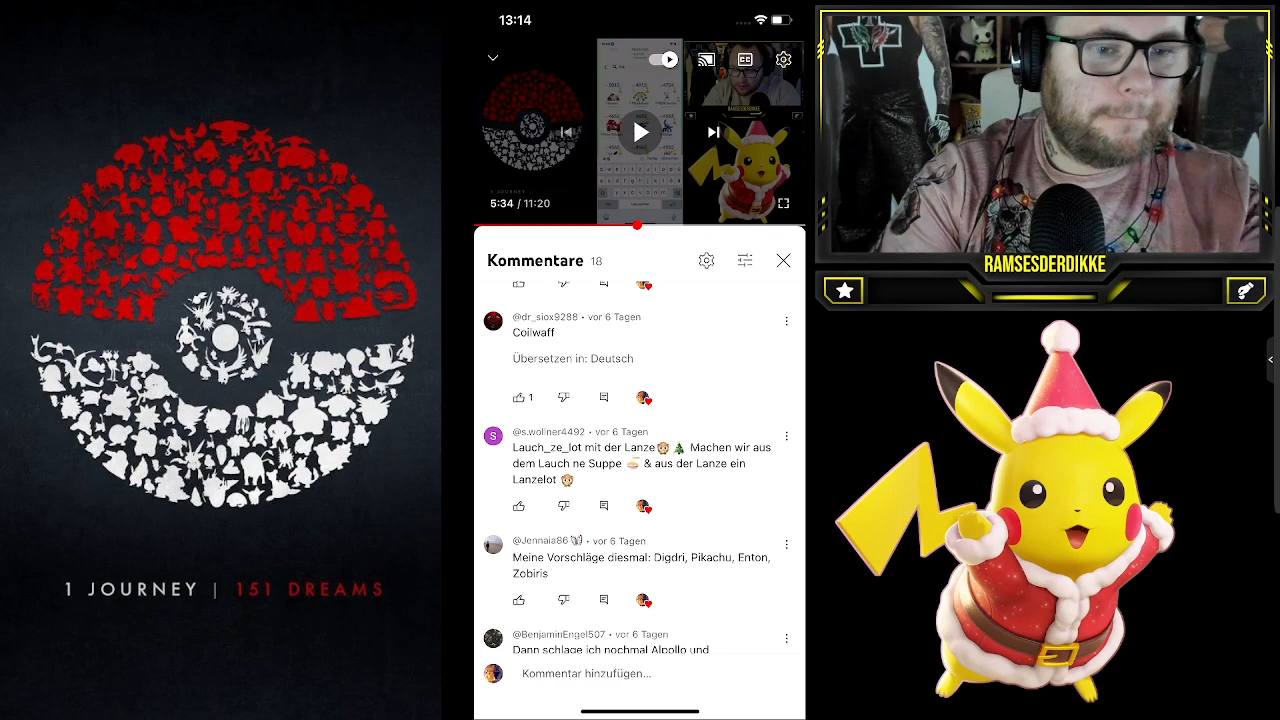 13:14
5:34 / 11:20
Kommentare 18
@dr_siox9288 • vor 6 Tagen
Coilwaff
Übersetzen in: Deutsch
1
S
@s.wollner4492 • vor 6 Tagen
Lauch_ze_lot mit der Lanze🐵 🎄 Machen wir aus
dem Lauch ne Suppe 🍜 & aus der Lanze ein
Lanzelot 🐵
@Jennaia86 • vor 6 Tagen
Meine Vorschläge diesmal: Digdri, Pikachu, Enton,
Zobiris
@BenjaminEngel507 • vor 6 Tagen
Dann schlage ich nochmal Alpollo und
Kommentar hinzufügen...
1 JOURNEY | 151 DREAMS
RAMSESDERDIKKE